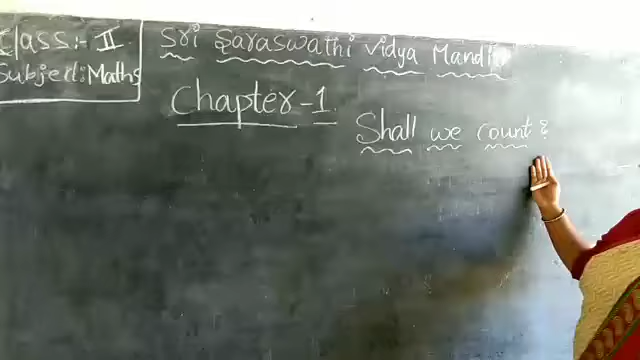 Class:- II
Subject:Maths
Sri Saraswathi Vidya Mandir
Chapter-1.
Shall we count?